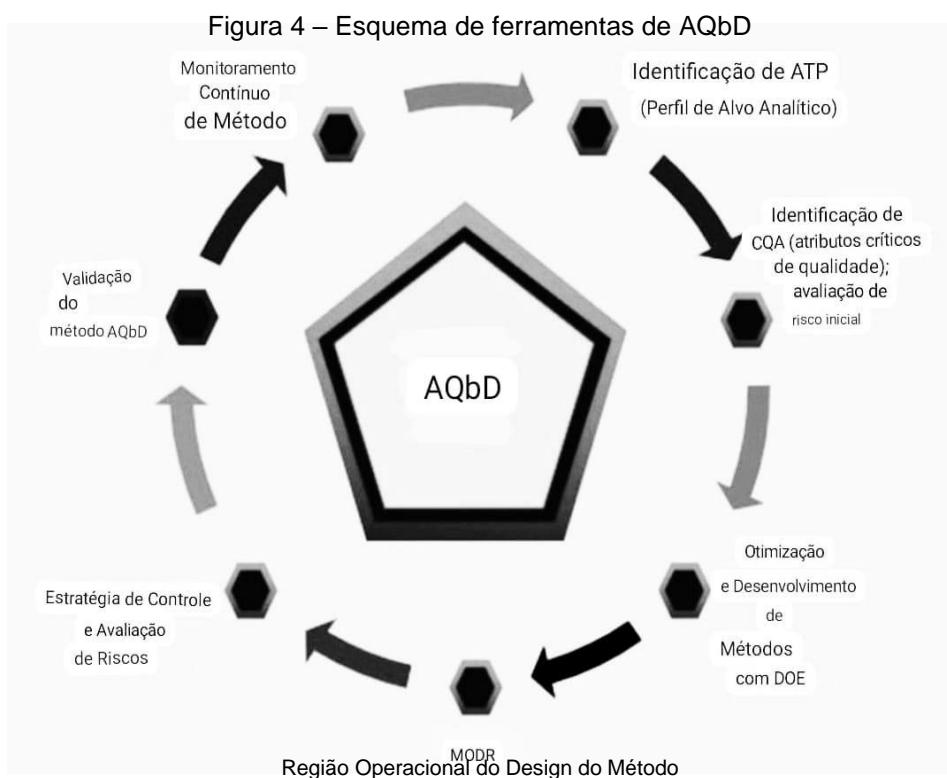 Figura 4 – Esquema de ferramentas de AQbD
Monitoramento
Contínuo
de Método
Identificação de ATP
(Perfil de Alvo Analítico)
Identificação de
CQA (atributos críticos
de qualidade);
avaliação de
risco inicial
Validação
do
método AQbD
AQbD
Otimização
e Desenvolvimento
de
Métodos
com DOE
Estratégia de Controle
e Avaliação
de Riscos
MODR
Região Operacional do Design do Método